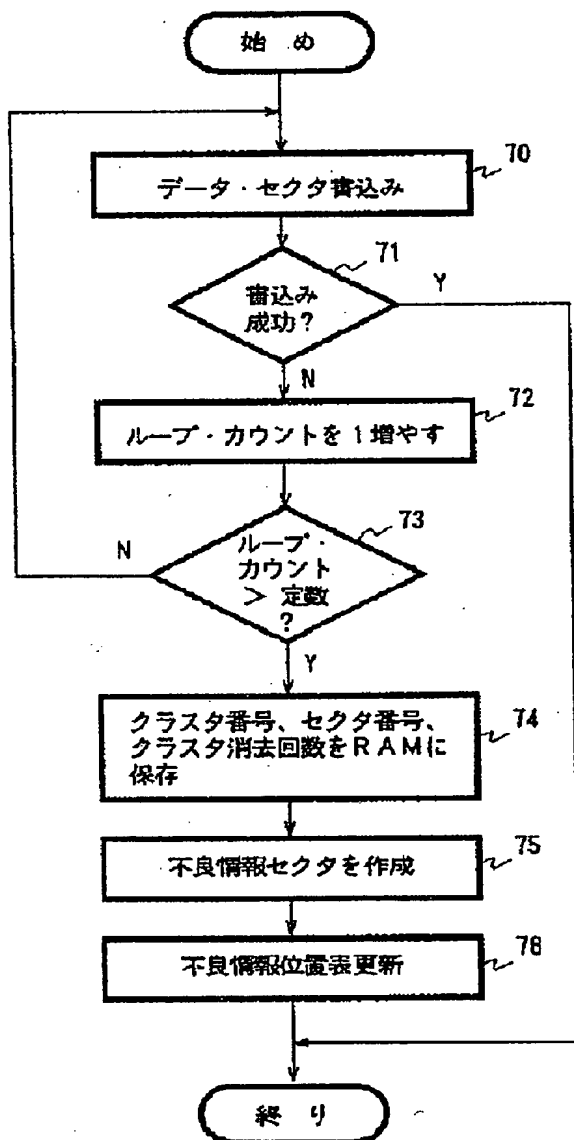 始 め
70
データ・セクタ書込み
71
書込み
成功?
Y
N
72
ループ・カウントを1増やす
73
N
ループ・
カウント
> 定数
?
Y
74
クラスタ番号、セクタ番号、
クラスタ消去回数をRAMに
保存
75
不良情報セクタを作成
78
不良情報位置表更新
終 り